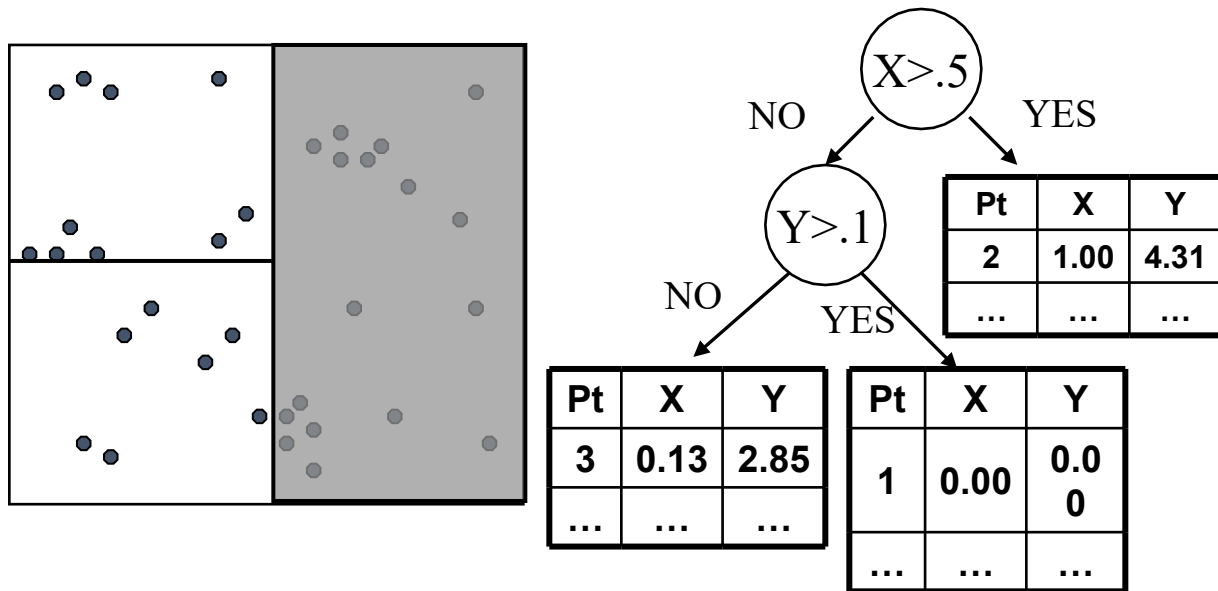 X>.5
NO
YES
Y>.1
Pt X Y
2 1.00 4.31
... ... ...
NO
YES
Pt X Y
3 0.13 2.85
... ... ...
Pt X Y
1 0.00 0.0
0
... ... ...